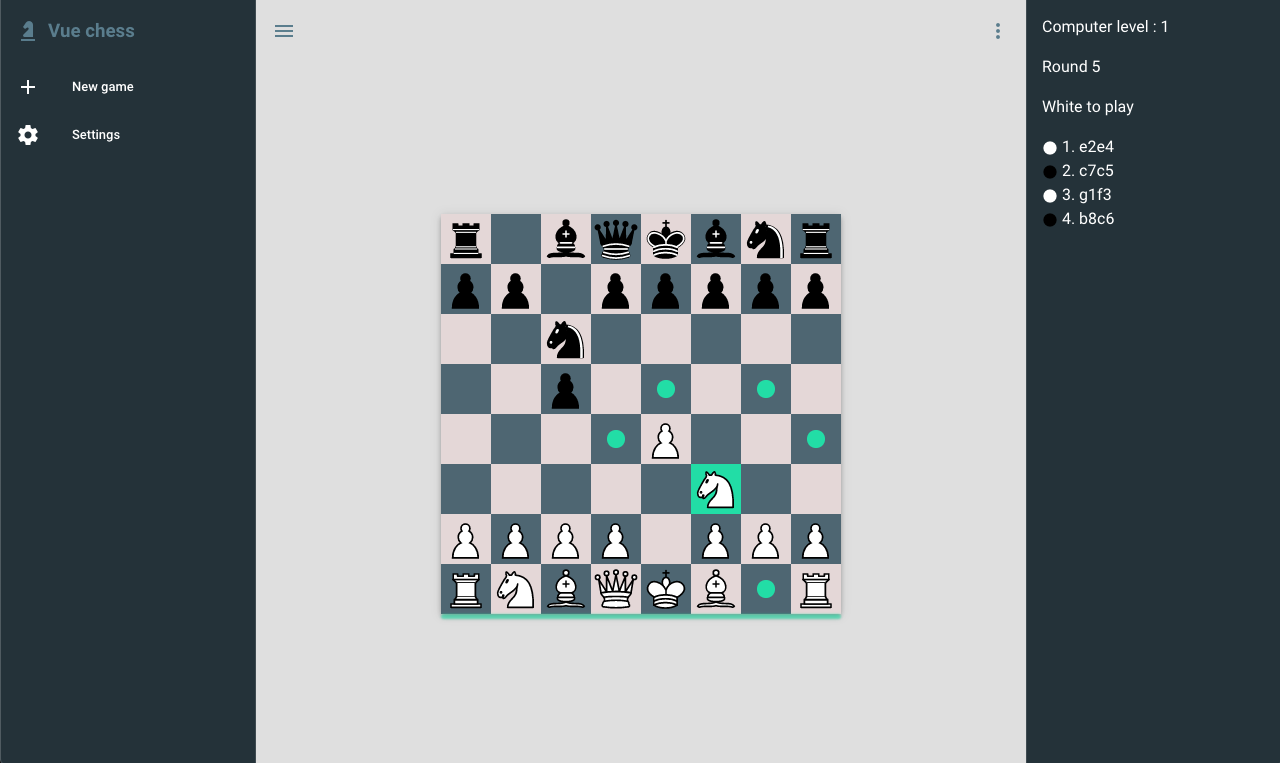 Vue chess
New game
Settings
Computer level : 1
Round 5
White to play
1. e2e4
2. c7c5
3. g1f3
4. b8c6